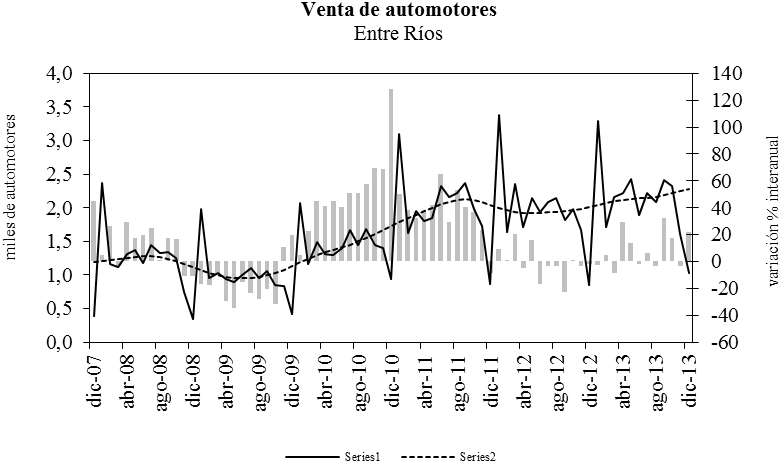 Venta de automotores
Entre Ríos
miles de automotores
4,0
3,5
3,0
2,5
2,0
1,5
1,0
0,5
0,0
140
120
100
80
60
40
20
0
-20
-40
-60
variación % interanual
dic-07
abr-08
ago-08
dic-08
abr-09
ago-09
dic-09
abr-10
ago-10
dic-10
abr-11
ago-11
dic-11
abr-12
ago-12
dic-12
abr-13
ago-13
dic-13
Series1
Series2